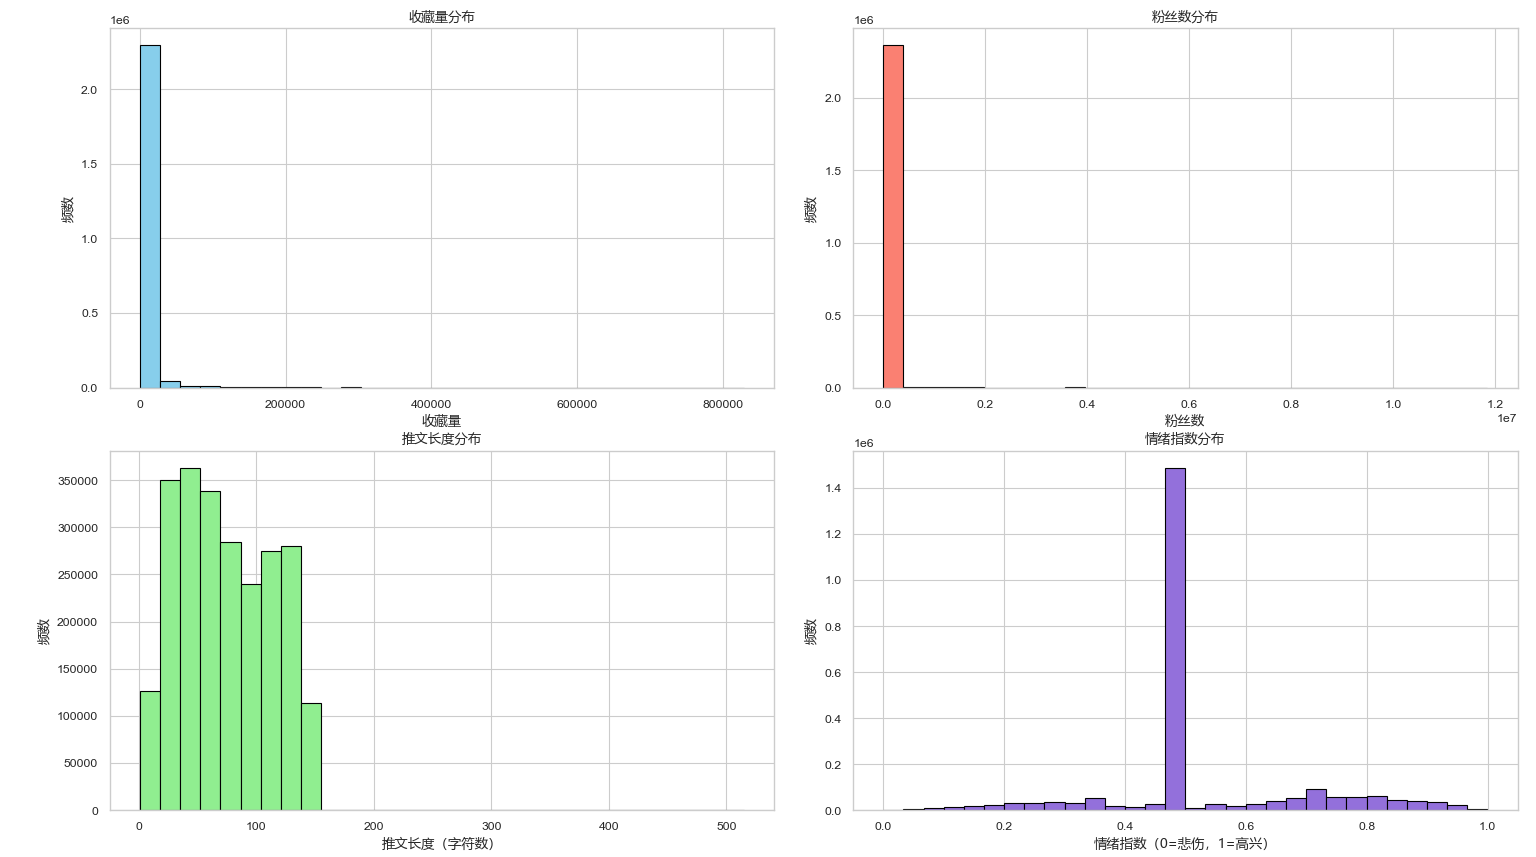 收藏量分布
1e6
2.0
1.5
1.0
0.5
0.0
频数
0 200000 400000 600000 800000
收藏量
粉丝数分布
1e6
2.0
1.5
1.0
0.5
0.0
频数
0.0 0.2 0.4 0.6 0.8 1.0 1.2
1e7
粉丝数
推文长度分布
350000
300000
250000
200000
150000
100000
50000
0
频数
0 100 200 300 400 500
推文长度（字符数）
情绪指数分布
1e6
1.4
1.2
1.0
0.8
0.6
0.4
0.2
0.0
频数
0.0 0.2 0.4 0.6 0.8 1.0
情绪指数（0=悲伤，1=高兴）